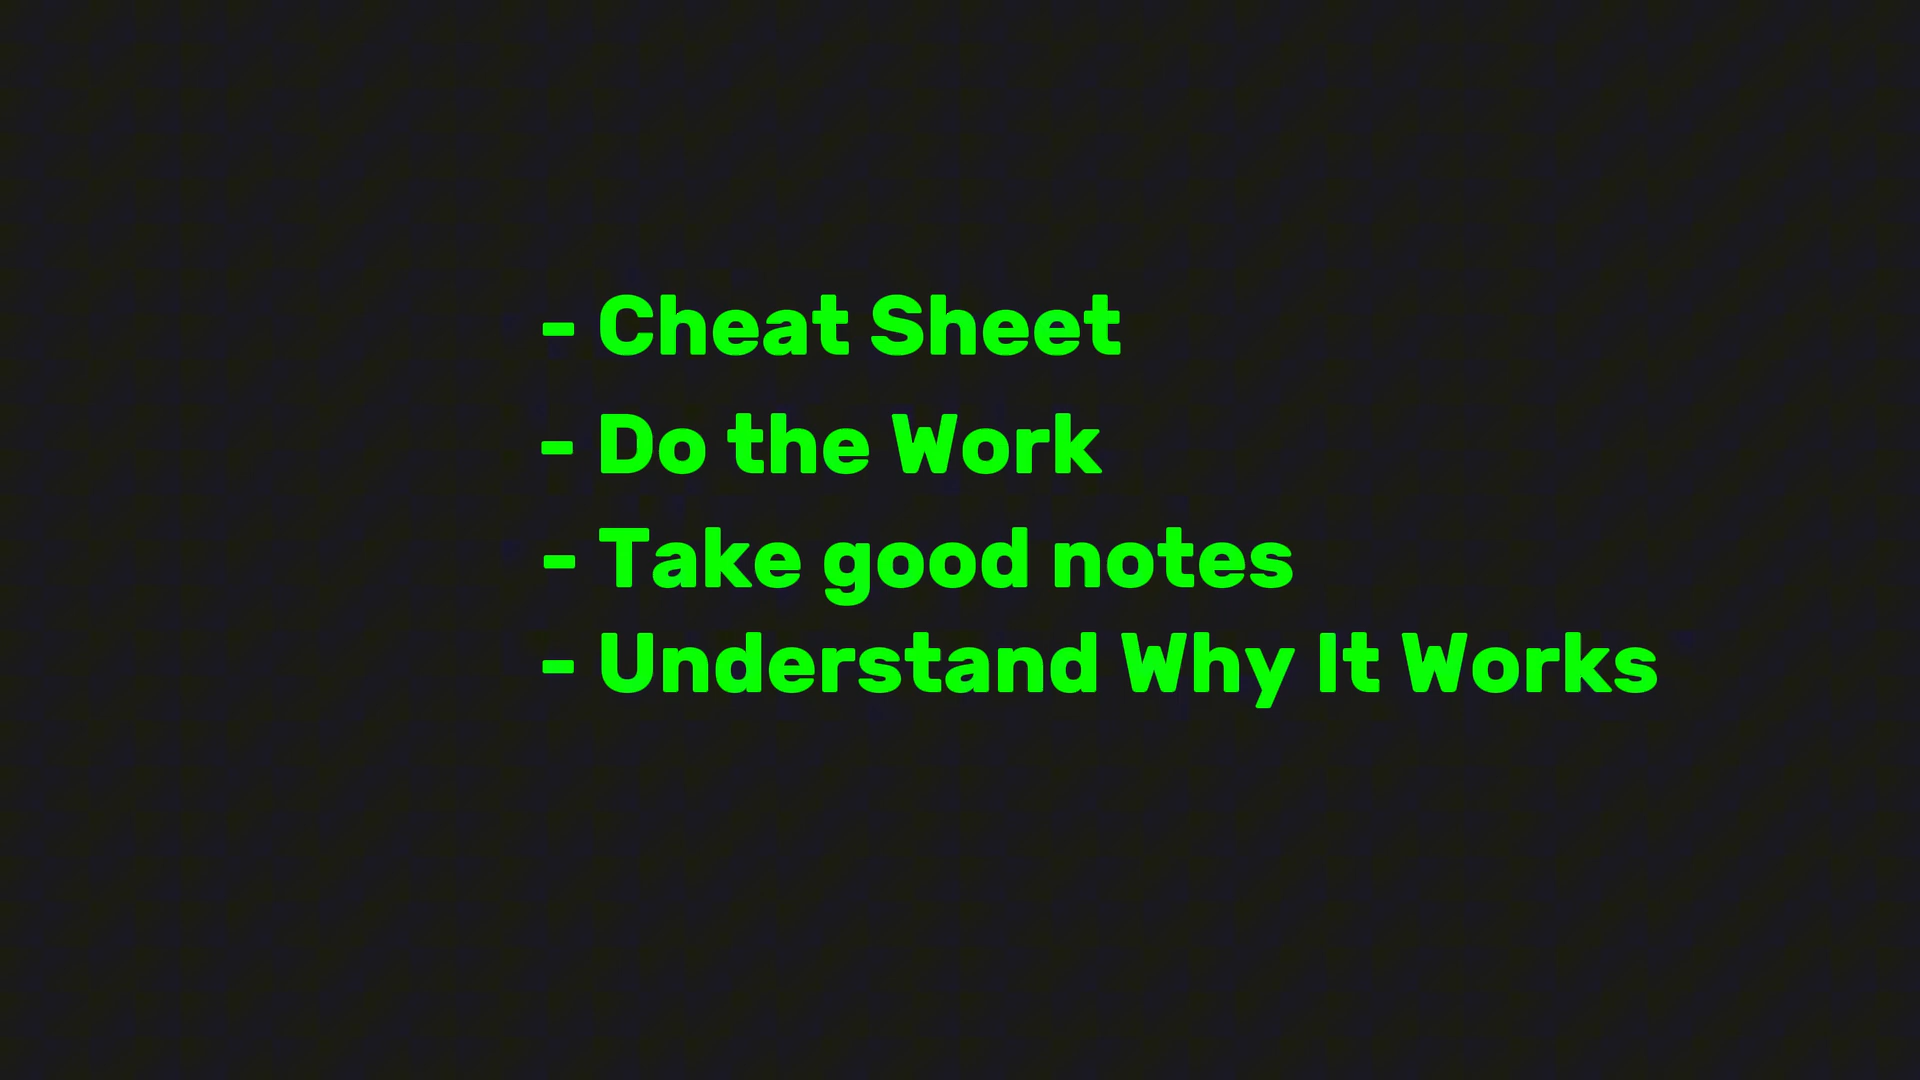 - Cheat Sheet
- Do the Work
- Take good notes
- Understand Why It Works